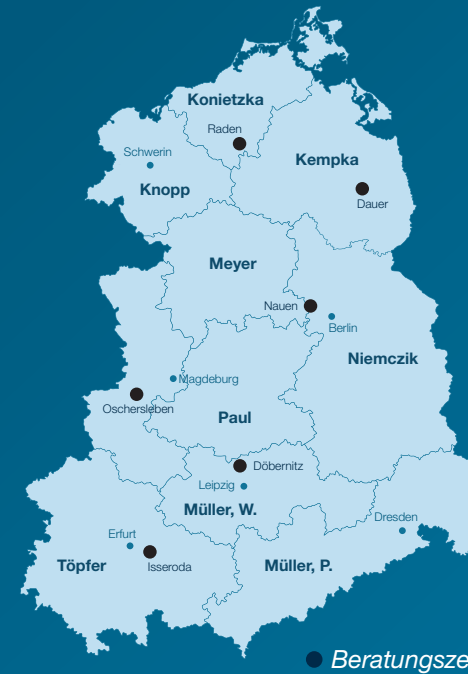 Konietzka
Raden
Schwerin
Kempka
Knopp
Dauer
Meyer
Nauen
Berlin
Niemczik
Magdeburg
Oschersleben
Paul
Döbernitz
Leipzig
Müller, W.
Dresden
Erfurt
Töpfer
Isseroda
Müller, P.
Beratungsze